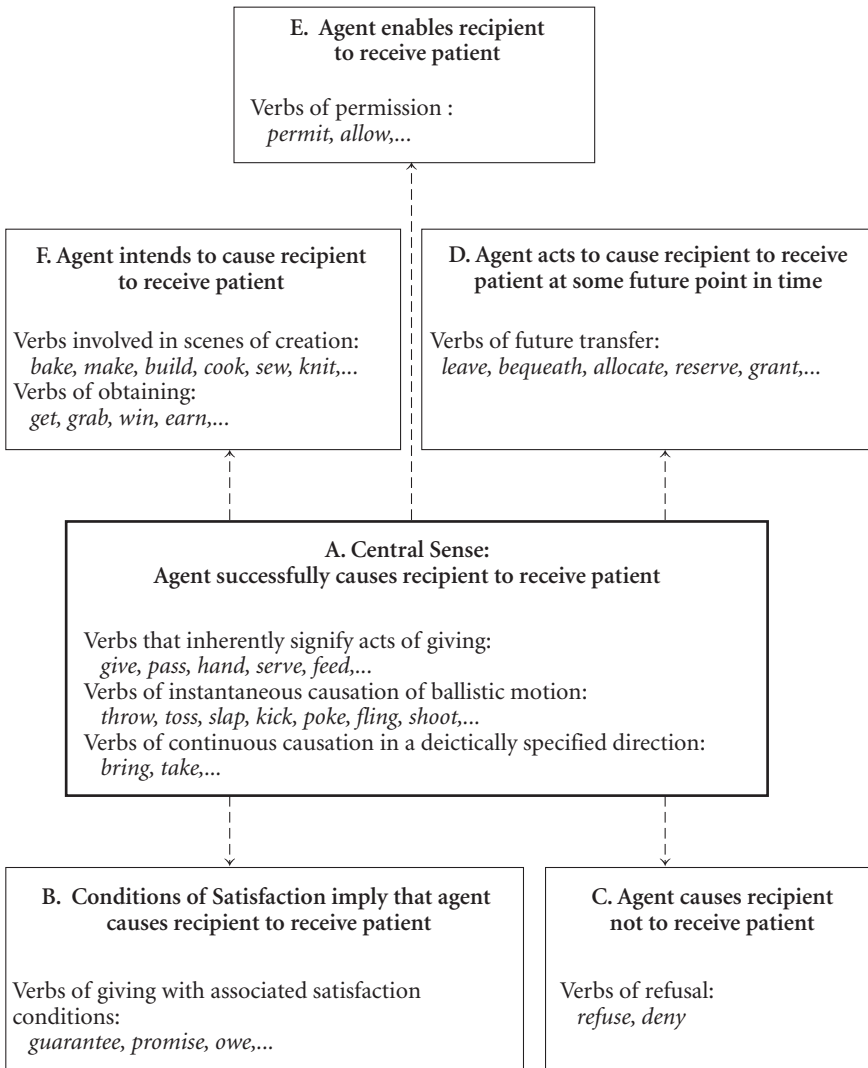 E. Agent enables recipient
to receive patient
Verbs of permission :
permit, allow,...
F. Agent intends to cause recipient
to receive patient
Verbs involved in scenes of creation:
bake, make, build, cook, sew, knit,...
Verbs of obtaining:
get, grab, win, earn,...
D. Agent acts to cause recipient to receive
patient at some future point in time
Verbs of future transfer:
leave, bequeath, allocate, reserve, grant,...
A. Central Sense:
Agent successfully causes recipient to receive patient
Verbs that inherently signify acts of giving:
give, pass, hand, serve, feed,...
Verbs of instantaneous causation of ballistic motion:
throw, toss, slap, kick, poke, fling, shoot,...
Verbs of continuous causation in a deictically specified direction:
bring, take,...
B. Conditions of Satisfaction imply that agent
causes recipient to receive patient
Verbs of giving with associated satisfaction
conditions:
guarantee, promise, owe,...
C. Agent causes recipient
not to receive patient
Verbs of refusal:
refuse, deny